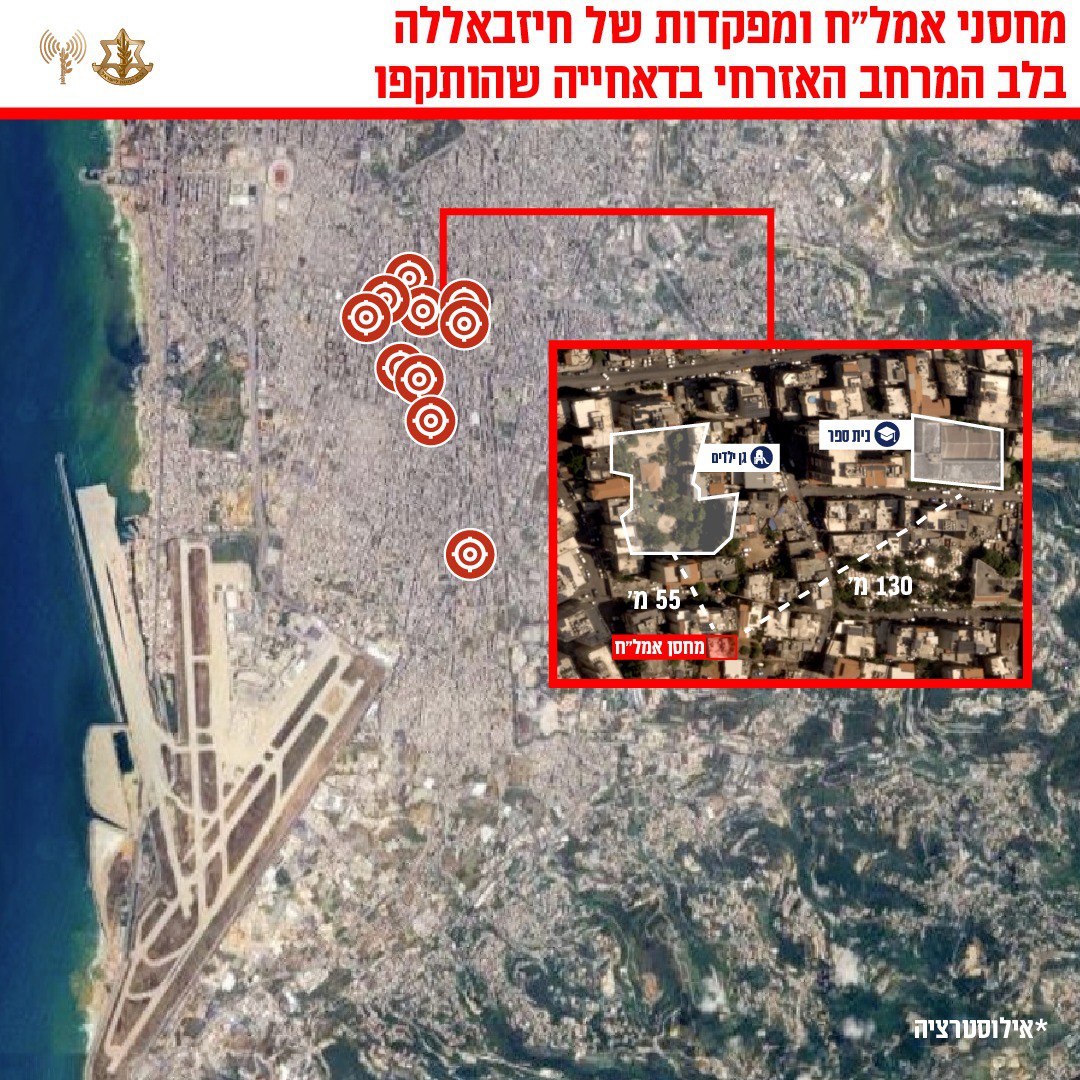 מחסני אמל״ח ומפקדות של חיזבאללה
בלב המרחב האזרחי בדאחייה שהותקפו
בית ספר
גן ילדים
130 מ'
55 מ'
מחסן אמל״ח
*אילוסטרציה